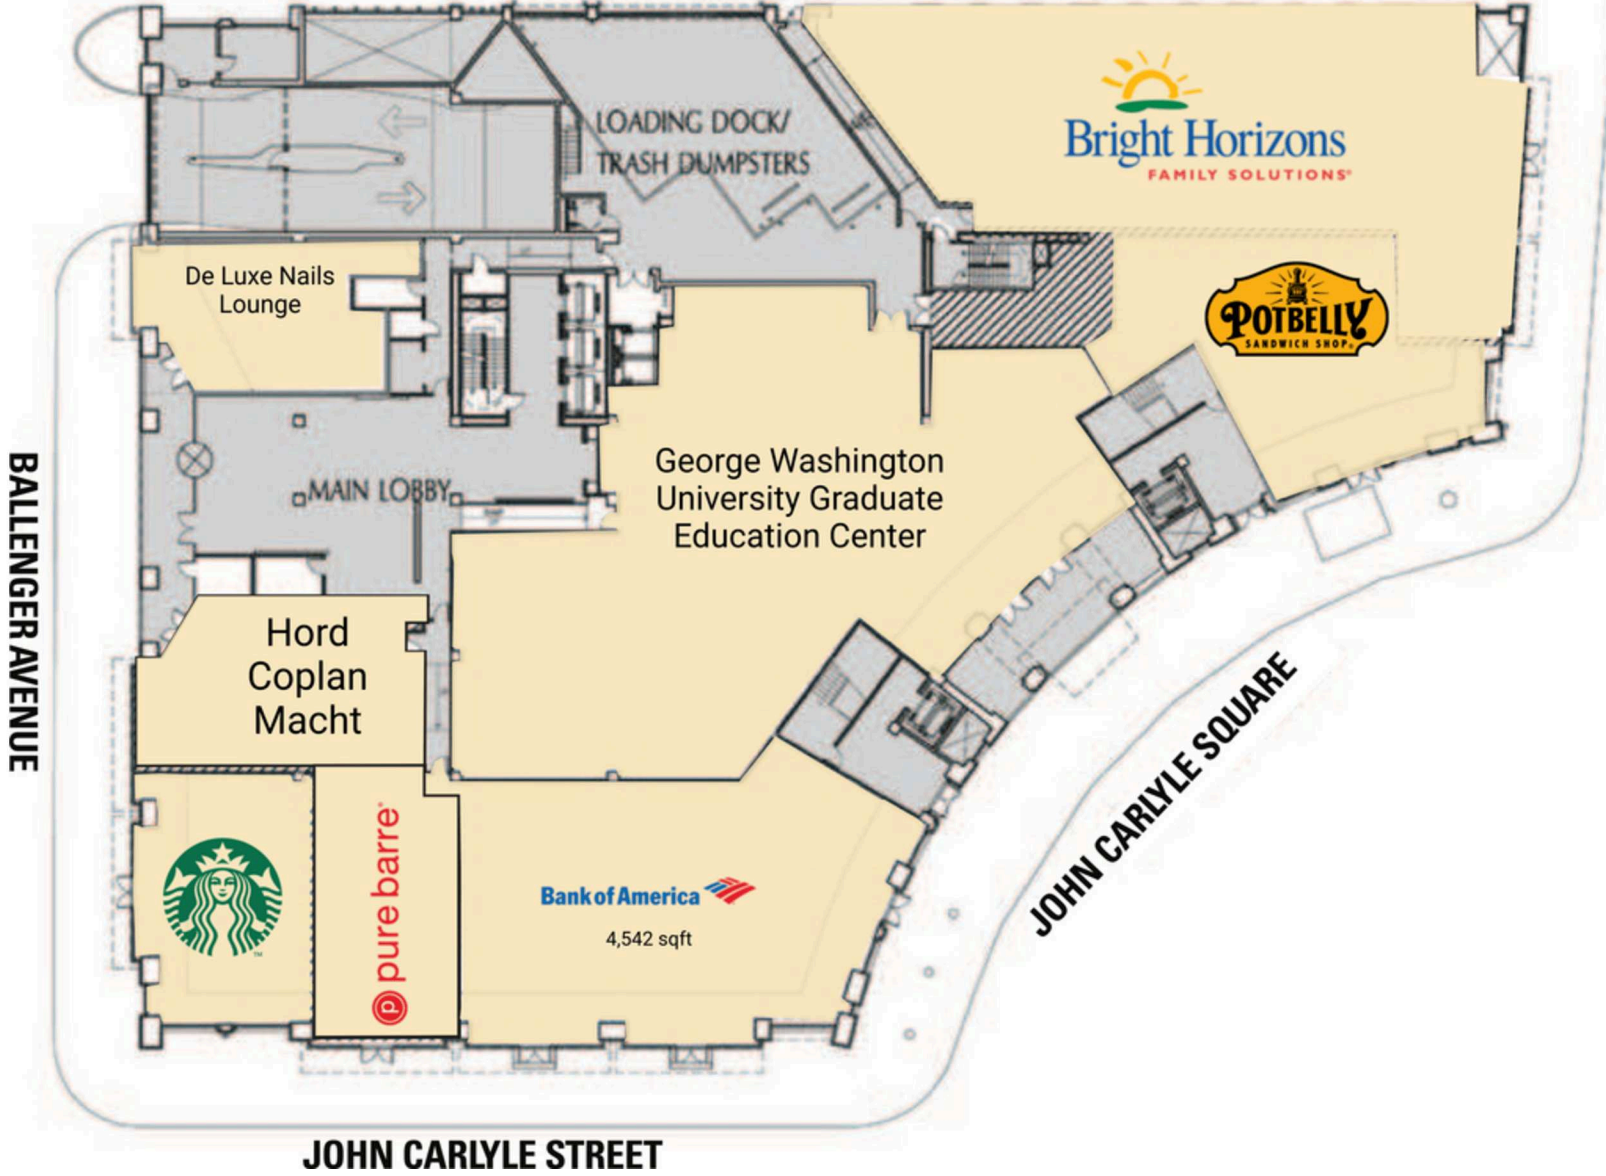 LOADING DOCK/
TRASH DUMPSTERS
Bright Horizons
FAMILY SOLUTIONS®
De Luxe Nails
Lounge
POTBELLY
SANDWICH SHOP®
George Washington
University Graduate
Education Center
MAIN LOBBY
BALLENGER AVENUE
Hord
Coplan
Macht
JOHN CARLYLE SQUARE
TM
p pure barre
Bank of America
4,542 sqft
JOHN CARLYLE STREET